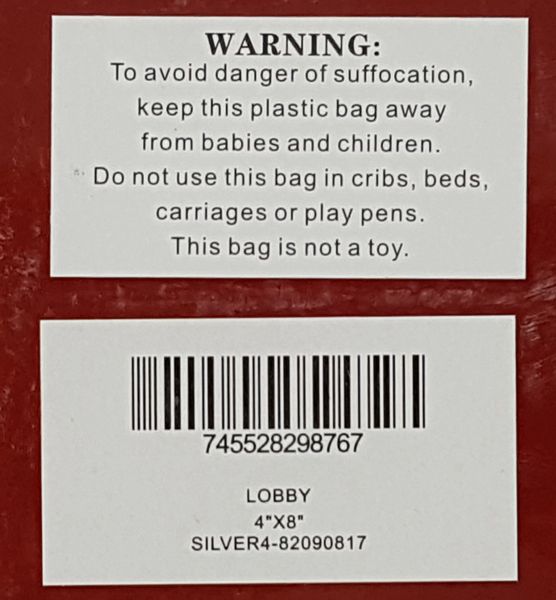 WARNING:
To avoid danger of suffocation,
keep this plastic bag away
from babies and children.
Do not use this bag in cribs, beds,
carriages or play pens.
This bag is not a toy.
745528298767
LOBBY
4"X8"
SILVER4-82090817